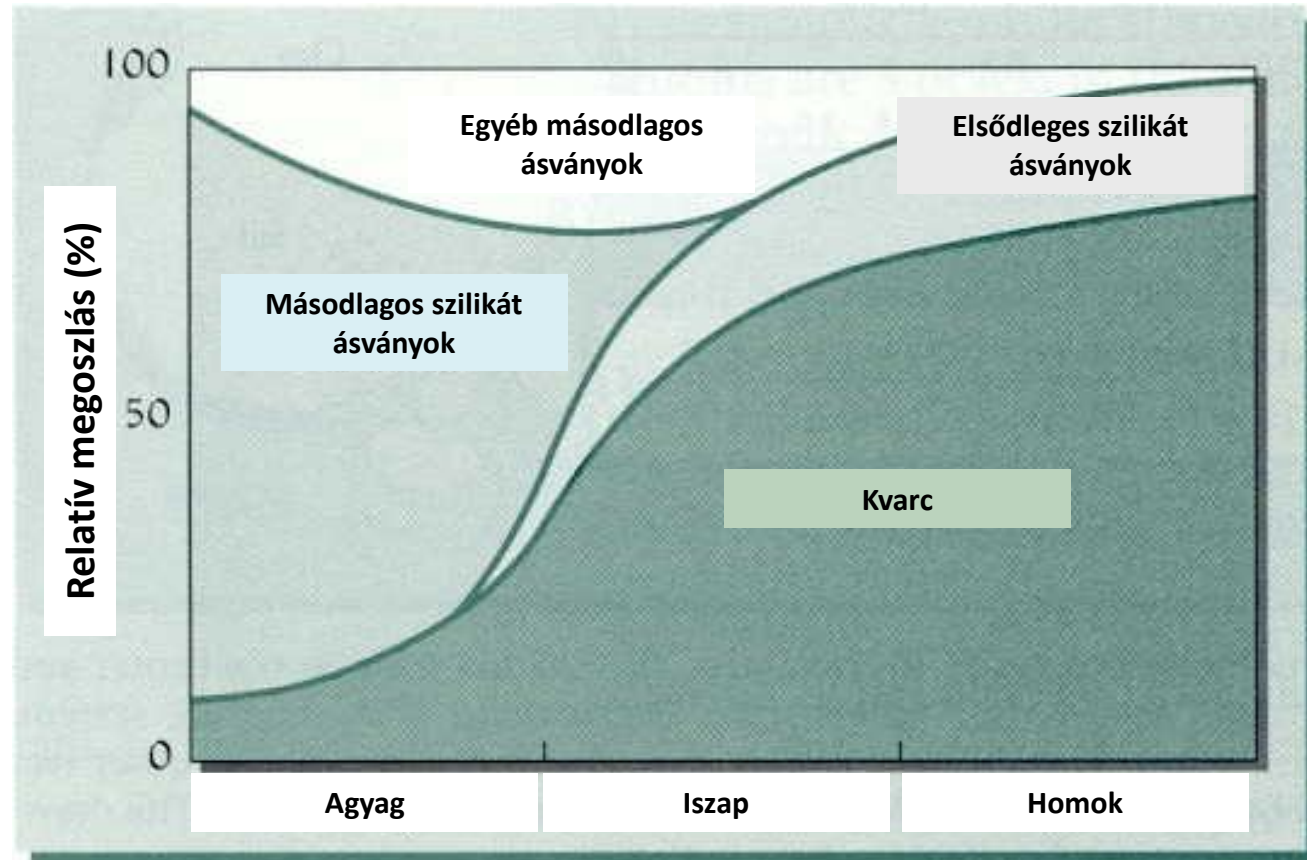 100
Egyéb másodlagos
ásványok
Elsődleges szilikát
ásványok
Relatív megoszlás (%)
Másodlagos szilikát
ásványok
50
Kvarc
0
Agyag
Iszap
Homok